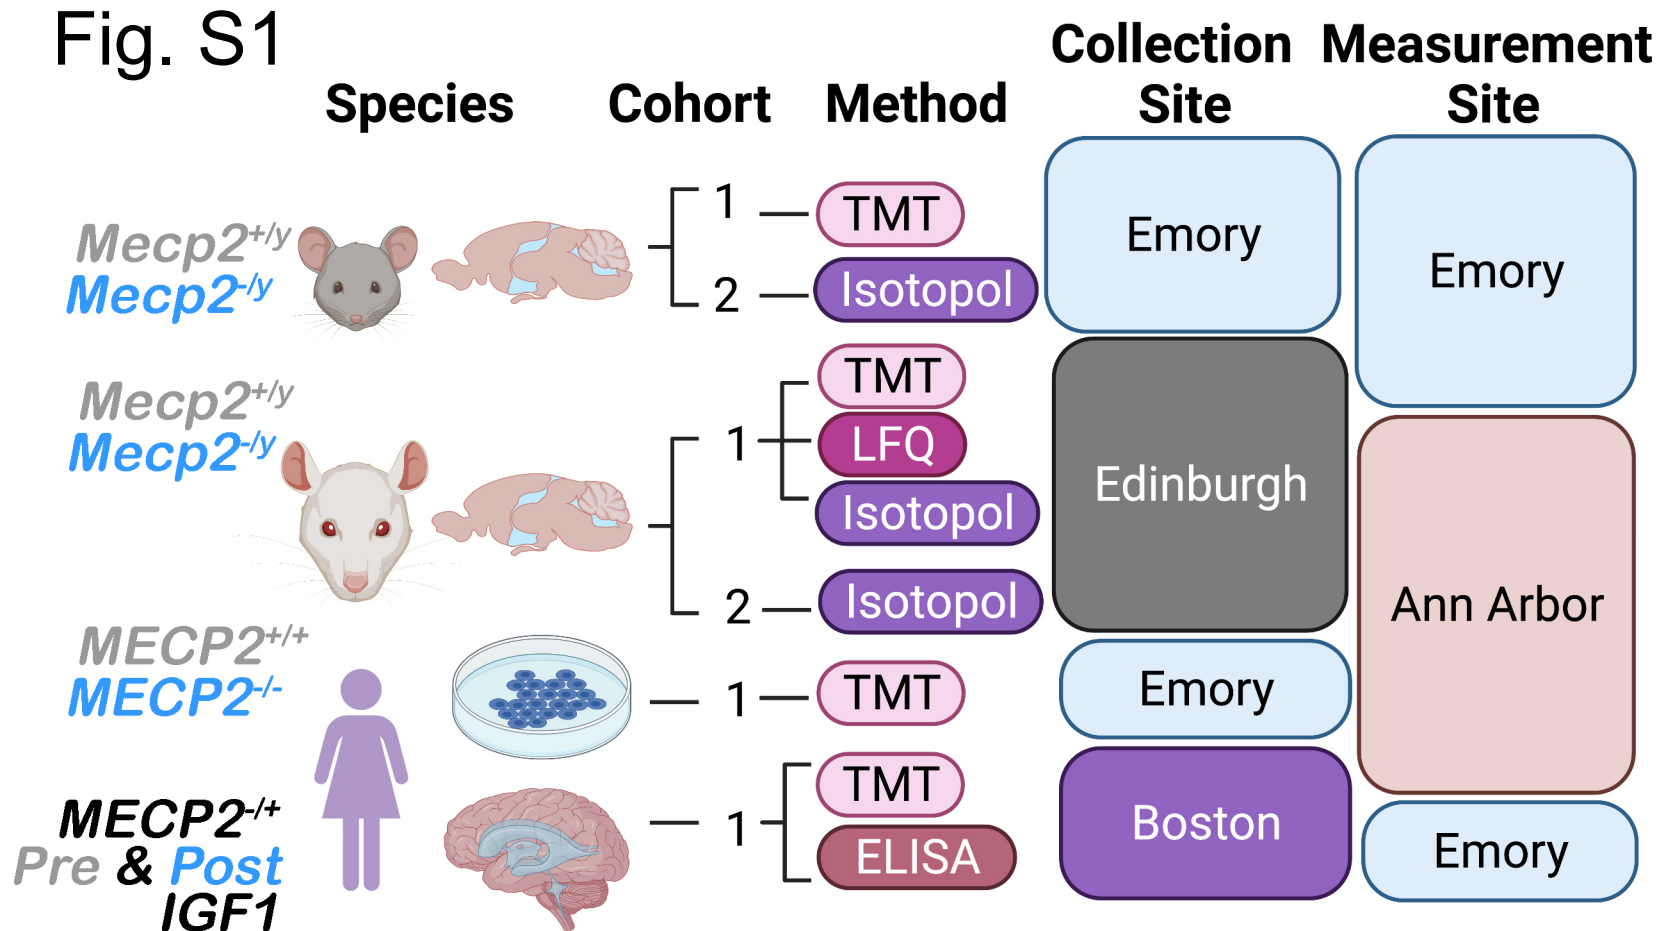 Fig. S1
Species
Cohort
Method
Collection Site
Measurement Site
Mecp2+/y
Mecp2-/y
1
TMT
2
Isotopol
Emory
Emory
Mecp2+/y
Mecp2-/y
1
TMT
LFQ
Isotopol
2
Isotopol
Edinburgh
Ann Arbor
MECP2+/+
MECP2-/-
1
TMT
Emory
MECP2-/+
Pre & Post
IGF1
1
TMT
ELISA
Boston
Emory